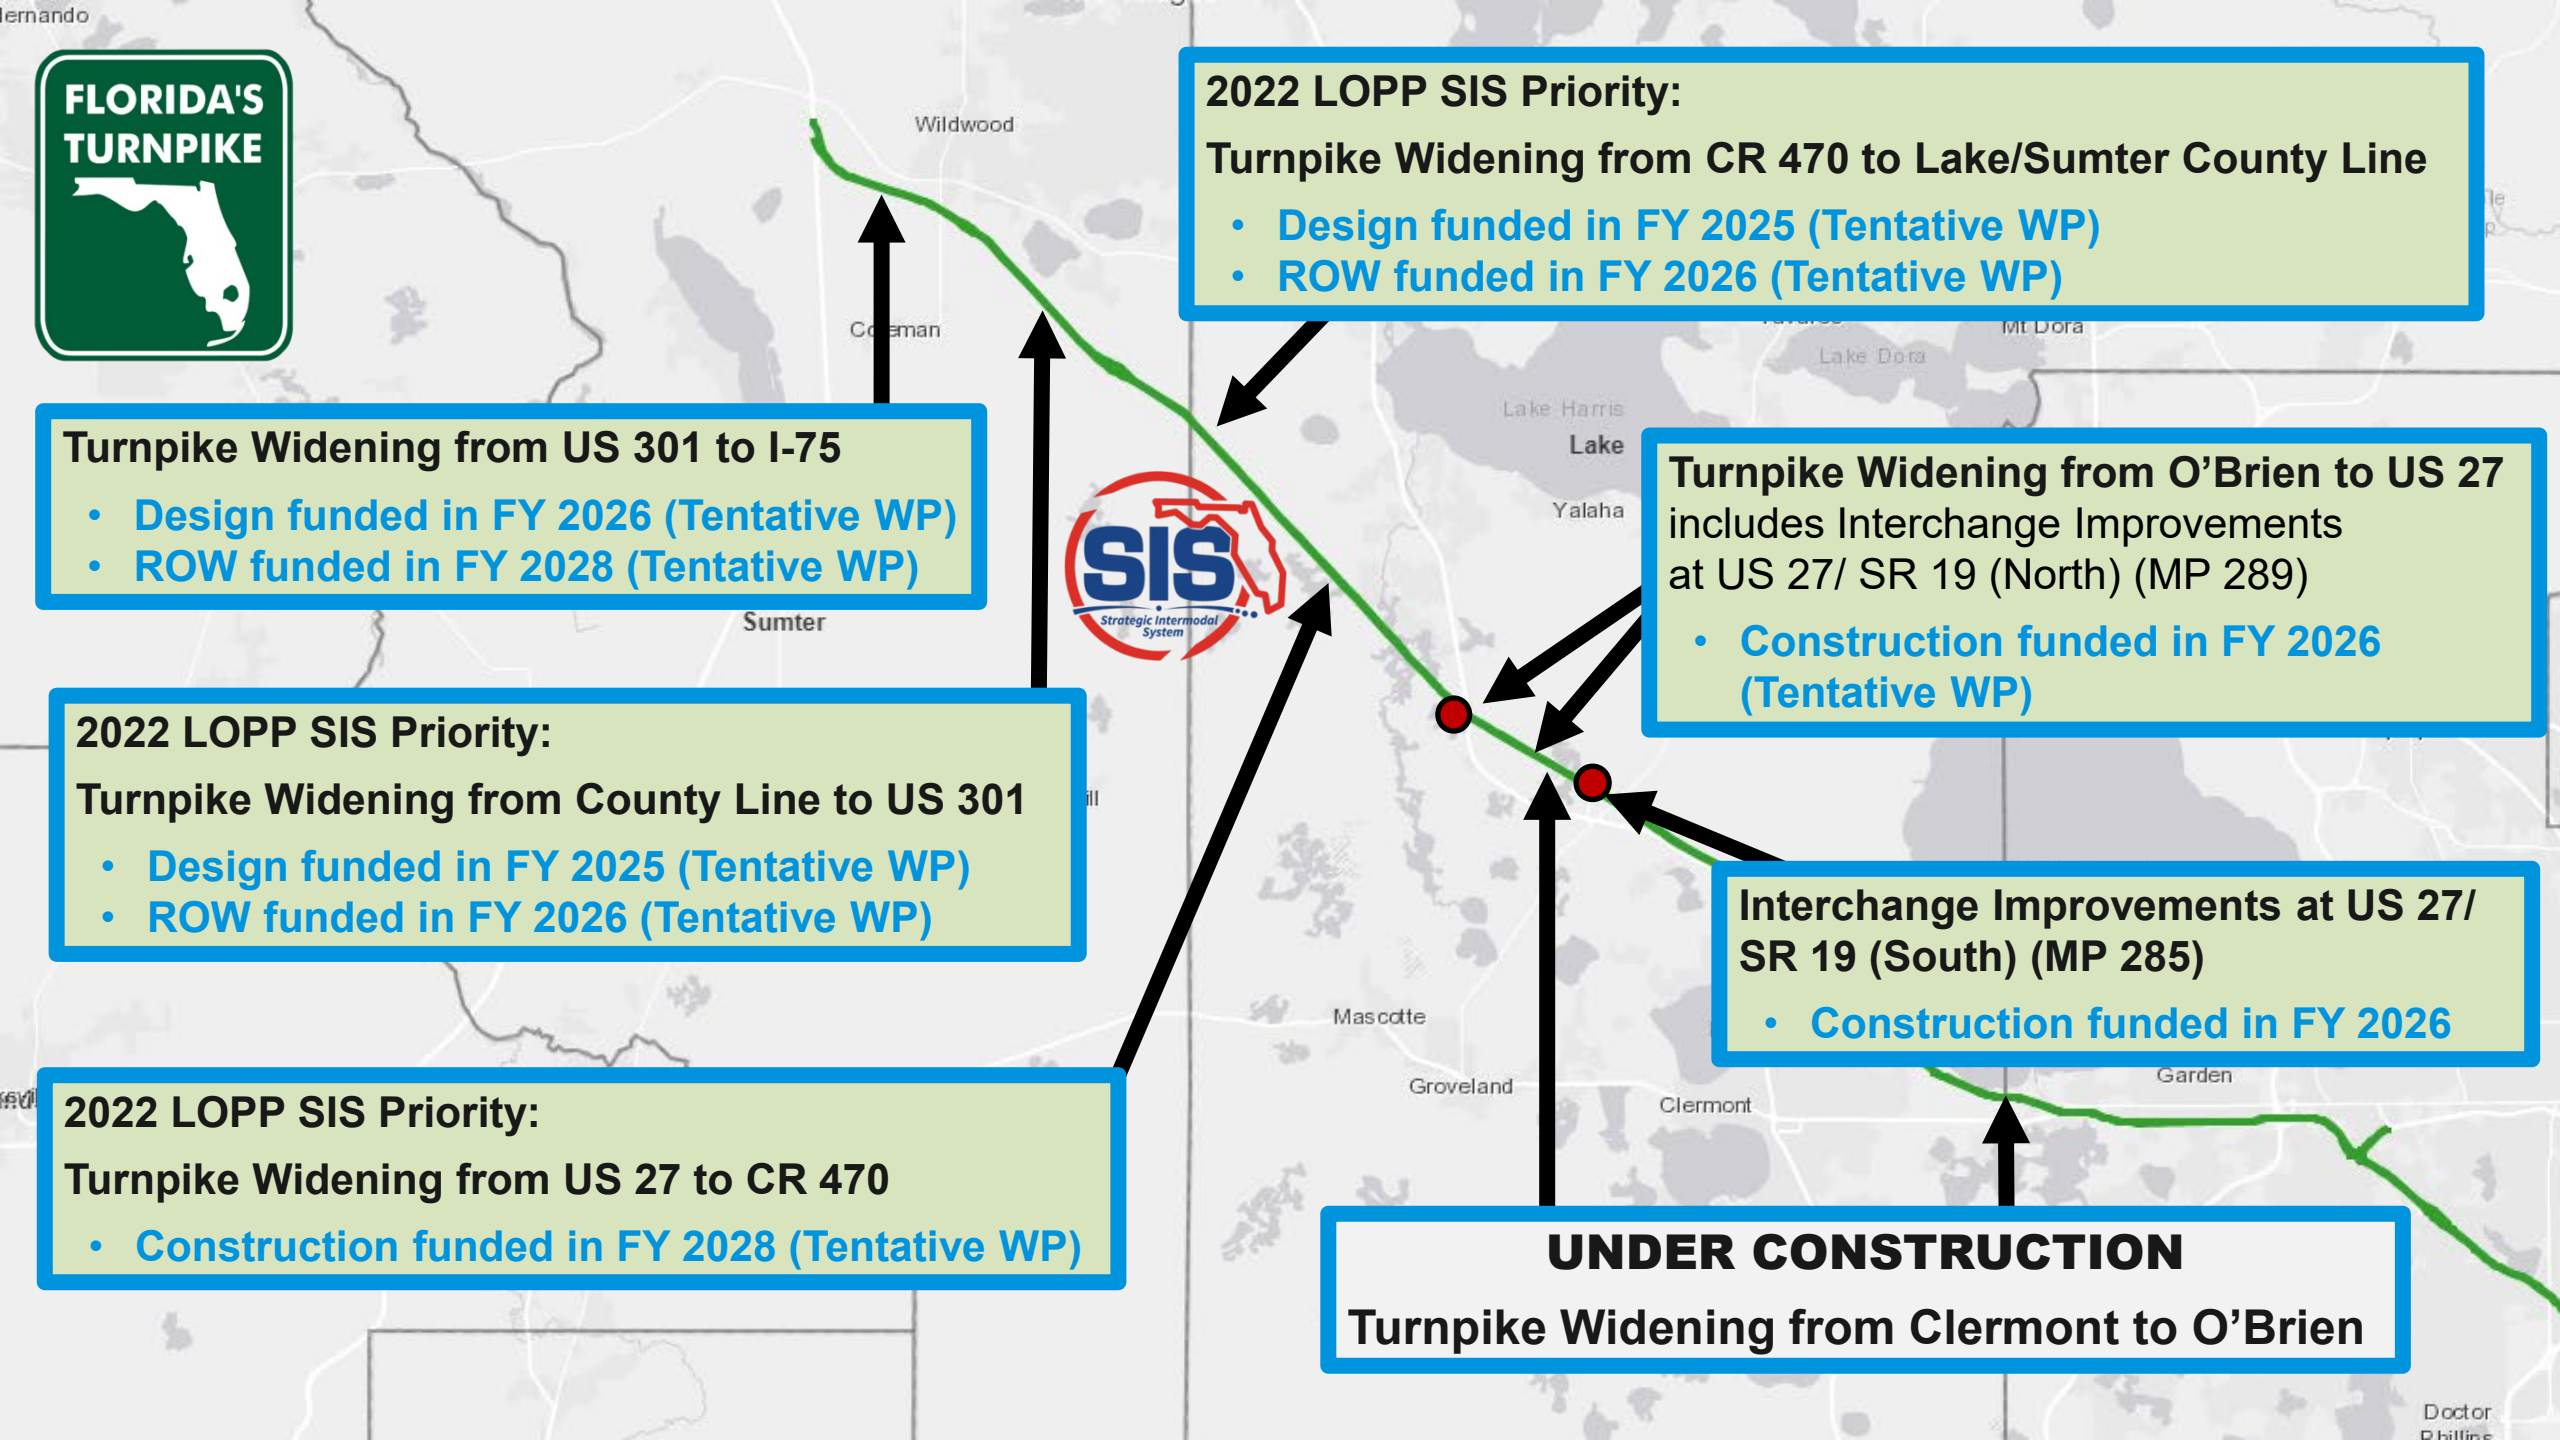 FLORIDA'S
TURNPIKE
Wildwood
2022 LOPP SIS Priority:
Turnpike Widening from CR 470 to Lake/Sumter County Line
• Design funded in FY 2025 (Tentative WP)
• ROW funded in FY 2026 (Tentative WP)
Mt Dora
Lake Dora
Lake Harris
Lake
Yalaha
Turnpike Widening from US 301 to I-75
• Design funded in FY 2026 (Tentative WP)
• ROW funded in FY 2028 (Tentative WP)
Sumter
SIS
Strategic Intermodal
System
Turnpike Widening from O’Brien to US 27
includes Interchange Improvements
at US 27/ SR 19 (North) (MP 289)
• Construction funded in FY 2026
(Tentative WP)
2022 LOPP SIS Priority:
Turnpike Widening from County Line to US 301
• Design funded in FY 2025 (Tentative WP)
• ROW funded in FY 2026 (Tentative WP)
Interchange Improvements at US 27/
SR 19 (South) (MP 285)
• Construction funded in FY 2026
Mascotte
Groveland
Clermont
Garden
2022 LOPP SIS Priority:
Turnpike Widening from US 27 to CR 470
• Construction funded in FY 2028 (Tentative WP)
UNDER CONSTRUCTION
Turnpike Widening from Clermont to O’Brien
Doctor